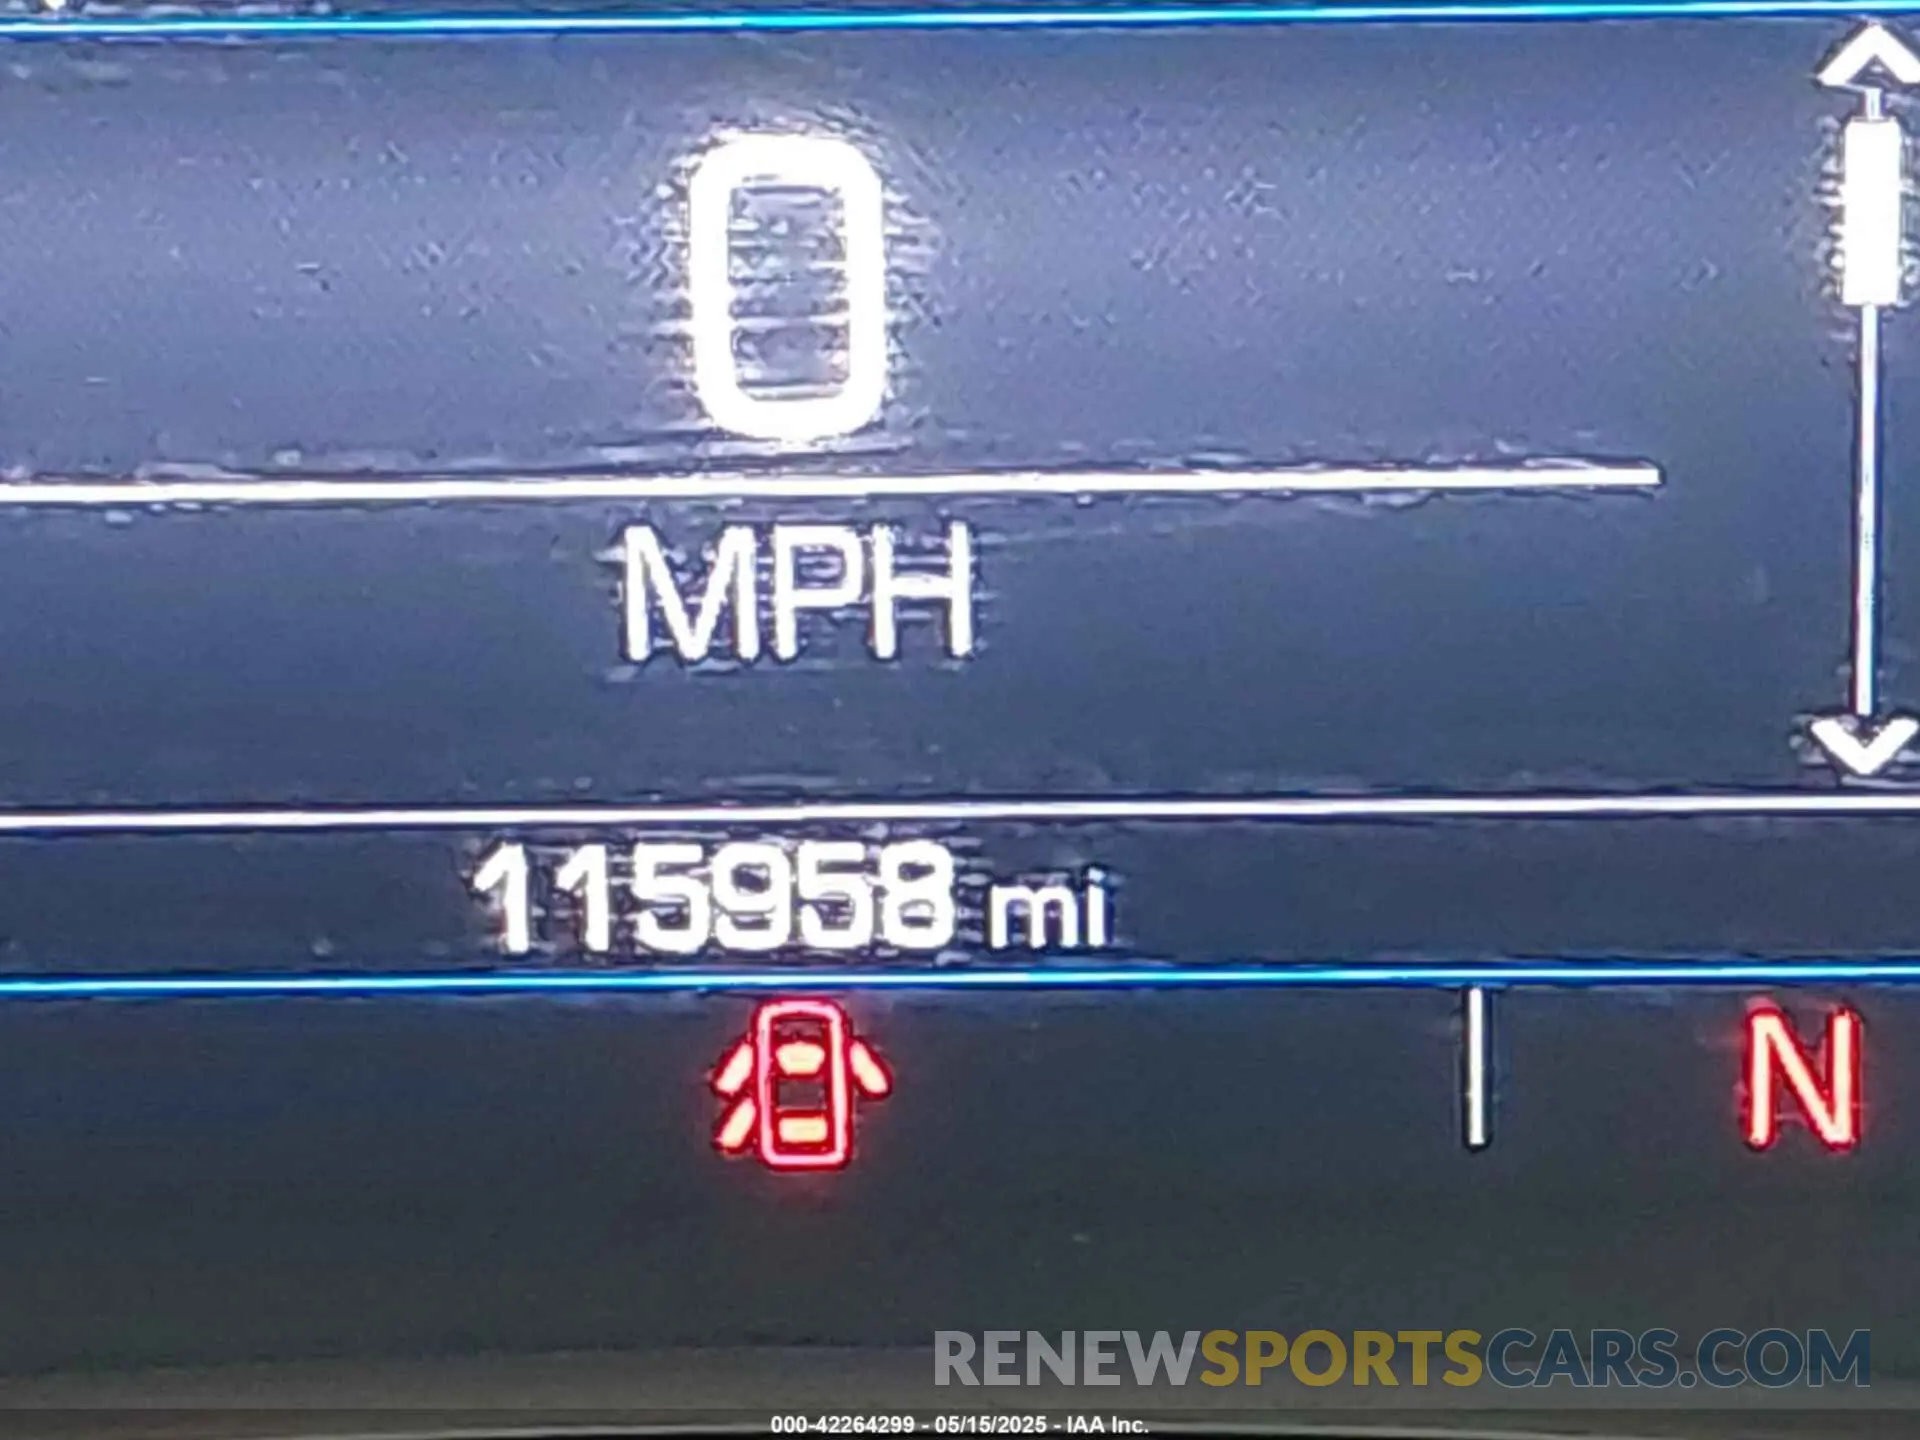 0
MPH
115958 mi
N
RENEWSPORTSCARS.COM
000-42264299 - 05/15/2025 - IAA Inc.